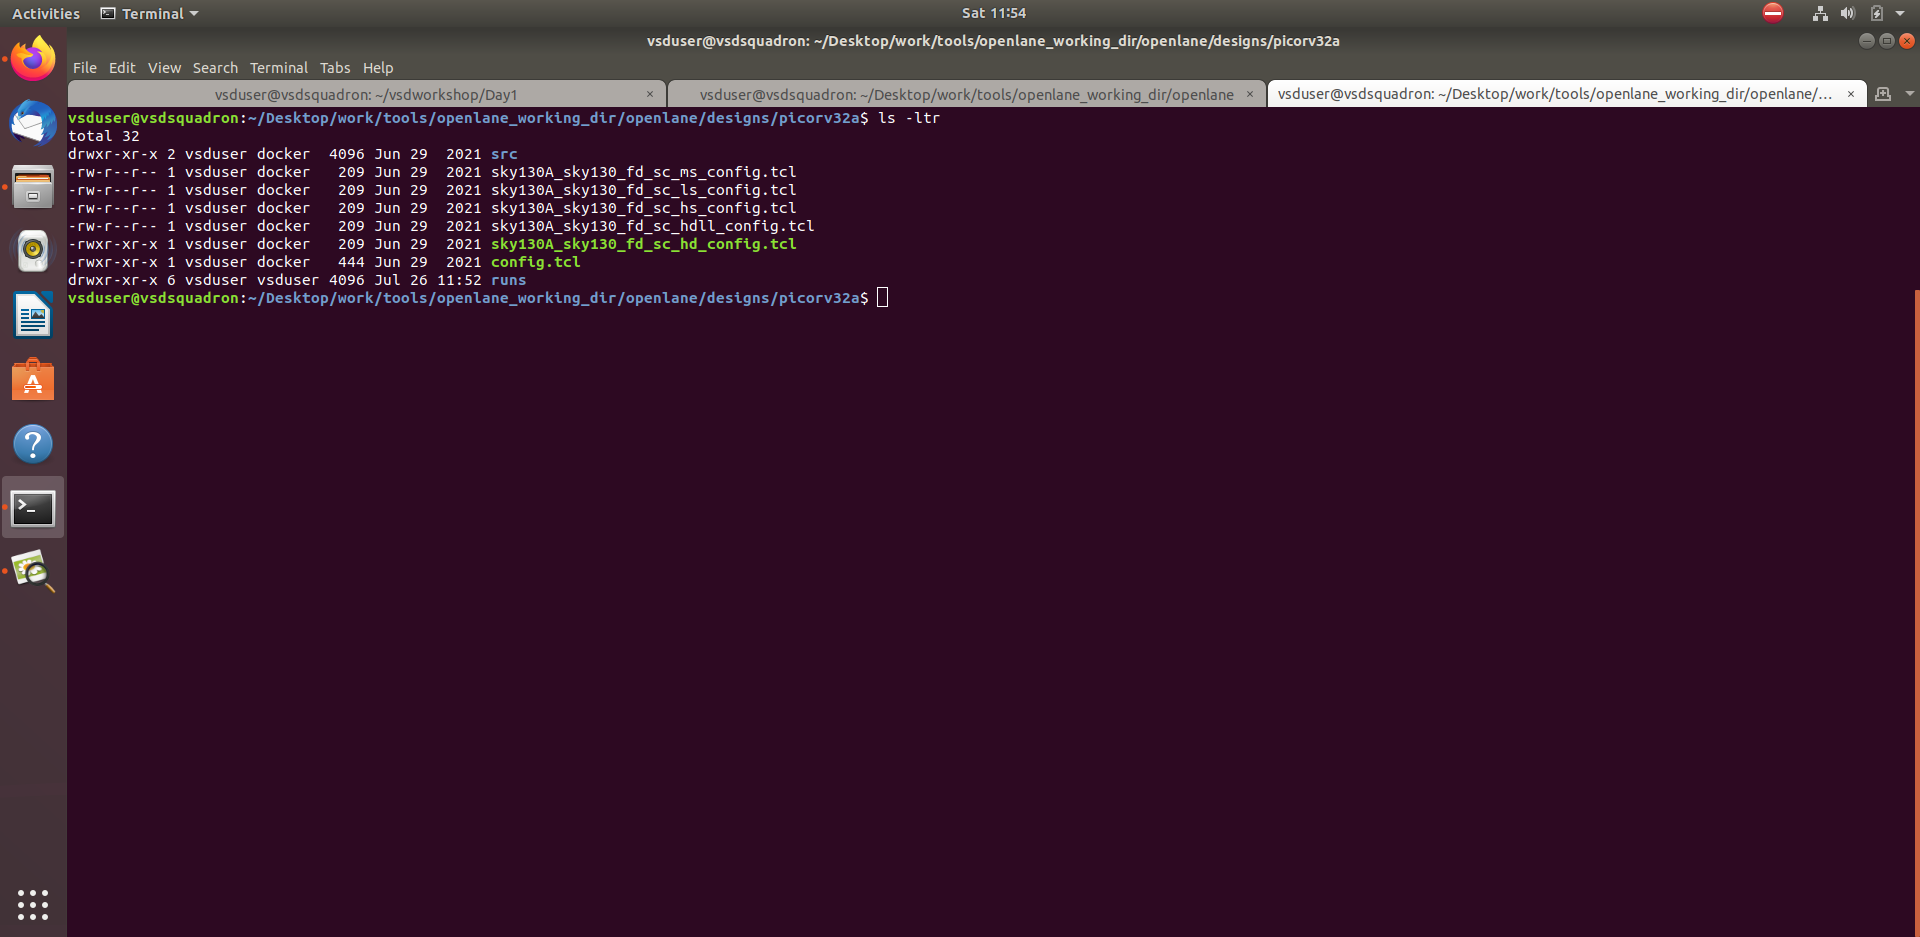 Activities Terminal Sat 11:54
vsduser@vsdsquadron: ~/Desktop/work/tools/openlane_working_dir/openlane/designs/picorv32a
File Edit View Search Terminal Tabs Help
vsduser@vsdsquadron: ~/vsdworkshop/Day1 × vsduser@vsdsquadron: ~/Desktop/work/tools/openlane_working_dir/openlane × vsduser@vsdsquadron: ~/Desktop/work/tools/openlane_working_dir/openlane/... ×
vsduser@vsdsquadron:~/Desktop/work/tools/openlane_working_dir/openlane/designs/picorv32a$ ls -ltr
total 32
drwxr-xr-x 2 vsduser docker  4096 Jun 29  2021 src
-rw-r--r-- 1 vsduser docker   209 Jun 29  2021 sky130A_sky130_fd_sc_ms_config.tcl
-rw-r--r-- 1 vsduser docker   209 Jun 29  2021 sky130A_sky130_fd_sc_ls_config.tcl
-rw-r--r-- 1 vsduser docker   209 Jun 29  2021 sky130A_sky130_fd_sc_hs_config.tcl
-rw-r--r-- 1 vsduser docker   209 Jun 29  2021 sky130A_sky130_fd_sc_hdll_config.tcl
-rwxr-xr-x 1 vsduser docker   209 Jun 29  2021 sky130A_sky130_fd_sc_hd_config.tcl
-rwxr-xr-x 1 vsduser docker   444 Jun 29  2021 config.tcl
drwxr-xr-x 6 vsduser vsduser 4096 Jul 26 11:52 runs
vsduser@vsdsquadron:~/Desktop/work/tools/openlane_working_dir/openlane/designs/picorv32a$